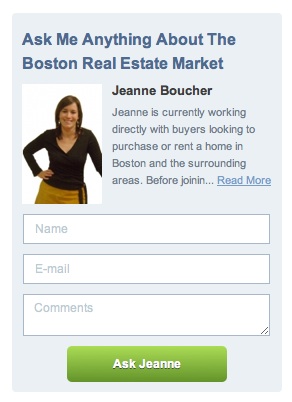 Ask Me Anything About The
Boston Real Estate Market
Jeanne Boucher
Jeanne is currently working
directly with buyers looking to
purchase or rent a home in
Boston and the surrounding
areas. Before joinin... Read More
Name
E-mail
Comments
Ask Jeanne